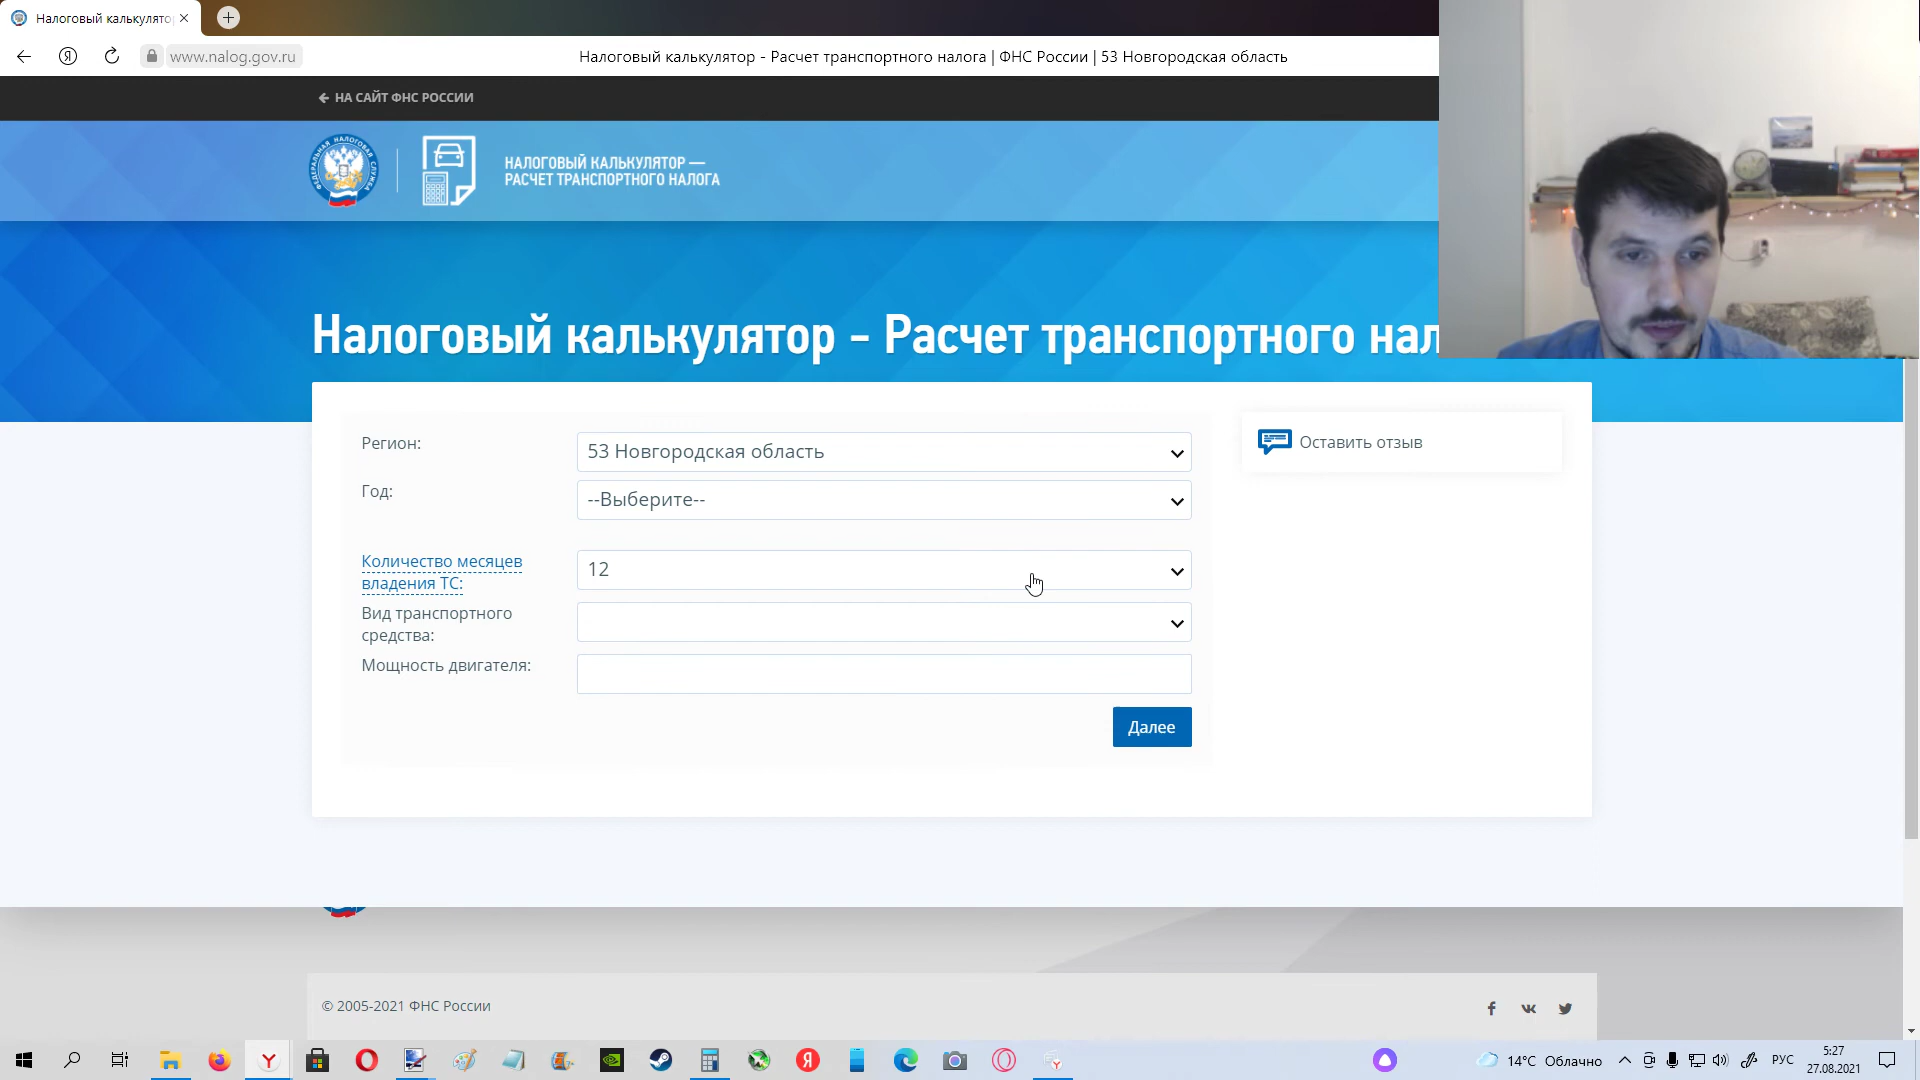 Налоговый калькулято
www.nalog.gov.ru
Налоговый калькулятор - Расчет транспортного налога | ФНС России | 53 Новгородская область
НА САЙТ ФНС РОССИИ
ФЕДЕРАЛЬНАЯ НАЛОГОВАЯ СЛУЖБА
НАЛОГОВЫЙ КАЛЬКУЛЯТОР —
РАСЧЕТ ТРАНСПОРТНОГО НАЛОГА
Налоговый калькулятор - Расчет транспортного нал
Регион:
53 Новгородская область
Оставить отзыв
Год:
--Выберите--
Количество месяцев
владения ТС:
12
Вид транспортного
средства:
Мощность двигателя:
Далее
© 2005-2021 ФНС России
14°C Облачно
РУС
5:27
27.08.2021